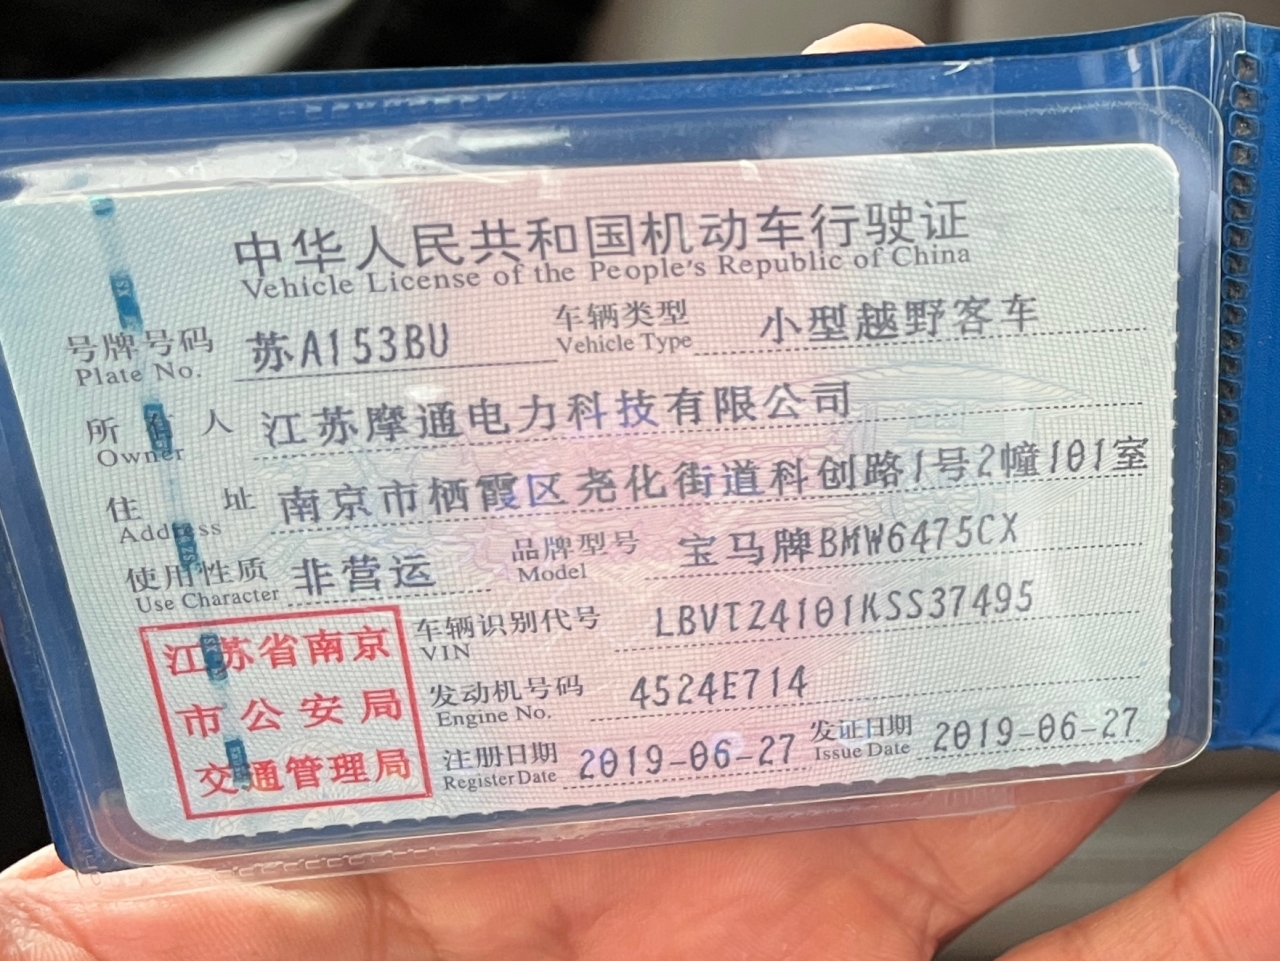 中华人民共和国机动车行驶证
Vehicle License of the People's Republic of China
号牌号码 苏A153BU 车辆类型 小型越野客车
Plate No. Vehicle Type
所有人 江苏摩通电力科技有限公司
Owner
住址 南京市栖霞区尧化街道科创路1号2幢101室
Address
使用性质 非营运 品牌型号 宝马牌BMW6475CX
Use Character Model
江苏省南京
市公安局
交通管理局
车辆识别代号 LBVTZ4101KSS37495
VIN
发动机号码 4524E714
Engine No.
注册日期 2019-06-27 发证日期 2019-06-27
Register Date Issue Date